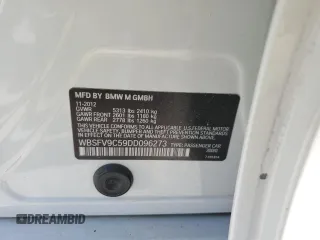 MFD BY BMW M GMBH
11-2012
GVWR 5313 lbs 2410 kg
GAWR FRONT 2601 lbs 1180 kg
GAWR REAR 2778 lbs 1260 kg
THIS VEHICLE CONFORMS TO ALL APPLICABLE U.S. FEDERAL MOTOR
VEHICLE SAFETY, BUMPER, AND THEFT PREVENTION STANDARDS
IN EFFECT ON THE DATE OF MANUFACTURE SHOWN ABOVE.
WBSFV9C59DD096273 TYPE: PASSENGER CAR
AMERBID